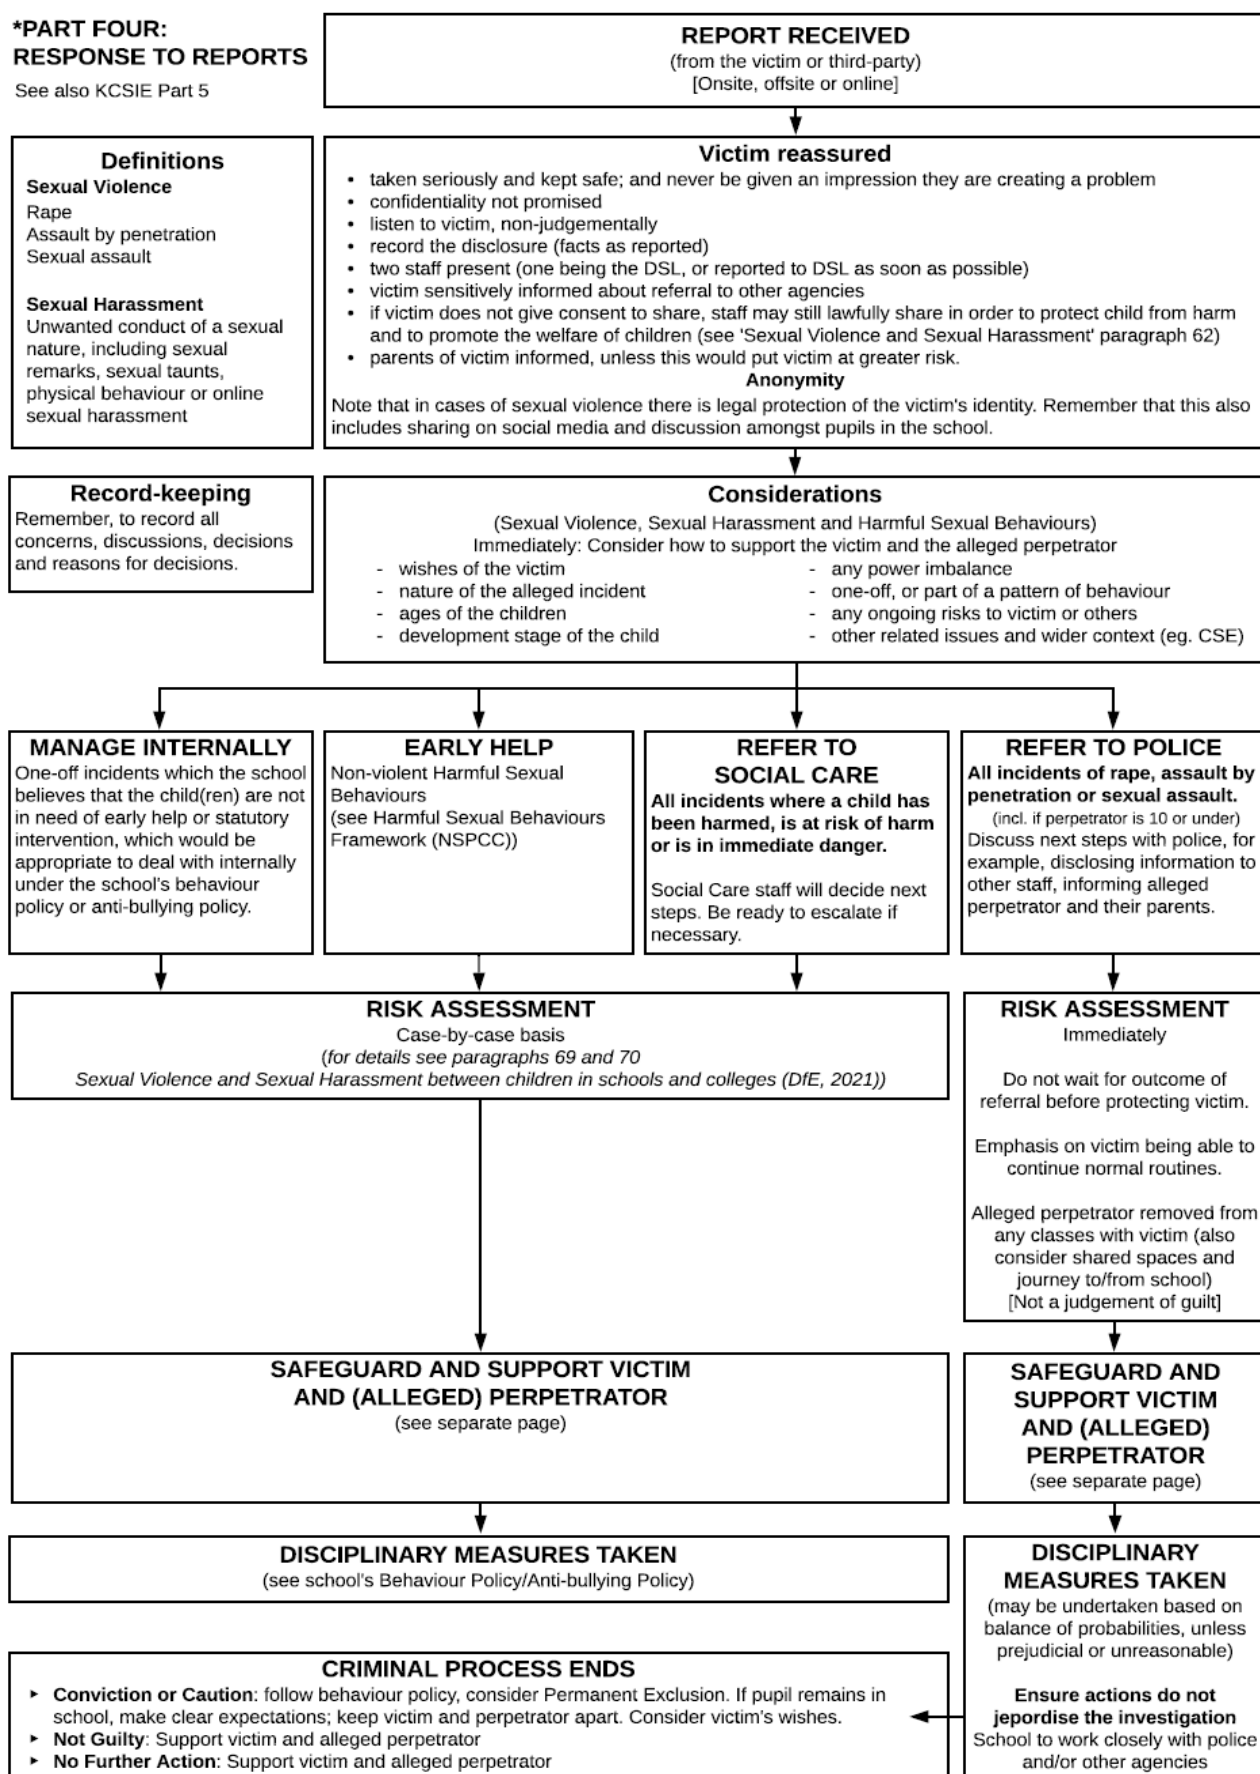 *PART FOUR:
RESPONSE TO REPORTS
See also KCSIE Part 5
REPORT RECEIVED
(from the victim or third-party)
[Onsite, offsite or online]
Definitions
Sexual Violence
Rape
Assault by penetration
Sexual assault
Sexual Harassment
Unwanted conduct of a sexual
nature, including sexual
remarks, sexual taunts,
physical behaviour or online
sexual harassment
Victim reassured
• taken seriously and kept safe; and never be given an impression they are creating a problem
• confidentiality not promised
• listen to victim, non-judgementally
• record the disclosure (facts as reported)
• two staff present (one being the DSL, or reported to DSL as soon as possible)
• victim sensitively informed about referral to other agencies
• if victim does not give consent to share, staff may still lawfully share in order to protect child from harm
and to promote the welfare of children (see 'Sexual Violence and Sexual Harassment' paragraph 62)
• parents of victim informed, unless this would put victim at greater risk.
Anonymity
Note that in cases of sexual violence there is legal protection of the victim's identity. Remember that this also
includes sharing on social media and discussion amongst pupils in the school.
Record-keeping
Remember, to record all
concerns, discussions, decisions
and reasons for decisions.
Considerations
(Sexual Violence, Sexual Harassment and Harmful Sexual Behaviours)
Immediately: Consider how to support the victim and the alleged perpetrator
- wishes of the victim
- nature of the alleged incident
- ages of the children
- development stage of the child
- any power imbalance
- one-off, or part of a pattern of behaviour
- any ongoing risks to victim or others
- other related issues and wider context (eg. CSE)
MANAGE INTERNALLY
One-off incidents which the school
believes that the child(ren) are not
in need of early help or statutory
intervention, which would be
appropriate to deal with internally
under the school's behaviour
policy or anti-bullying policy.
EARLY HELP
Non-violent Harmful Sexual
Behaviours
(see Harmful Sexual Behaviours
Framework (NSPCC))
REFER TO
SOCIAL CARE
All incidents where a child has
been harmed, is at risk of harm
or is in immediate danger.
Social Care staff will decide next
steps. Be ready to escalate if
necessary.
REFER TO POLICE
All incidents of rape, assault by
penetration or sexual assault.
(incl. if perpetrator is 10 or under)
Discuss next steps with police, for
example, disclosing information to
other staff, informing alleged
perpetrator and their parents.
RISK ASSESSMENT
Case-by-case basis
(for details see paragraphs 69 and 70
Sexual Violence and Sexual Harassment between children in schools and colleges (DfE, 2021))
RISK ASSESSMENT
Immediately
Do not wait for outcome of
referral before protecting victim.
Emphasis on victim being able to
continue normal routines.
Alleged perpetrator removed from
any classes with victim (also
consider shared spaces and
journey to/from school)
[Not a judgement of guilt]
SAFEGUARD AND SUPPORT VICTIM
AND (ALLEGED) PERPETRATOR
(see separate page)
SAFEGUARD AND
SUPPORT VICTIM
AND (ALLEGED)
PERPETRATOR
(see separate page)
DISCIPLINARY MEASURES TAKEN
(see school's Behaviour Policy/Anti-bullying Policy)
DISCIPLINARY
MEASURES TAKEN
(may be undertaken based on
balance of probabilities, unless
prejudicial or unreasonable)
Ensure actions do not
jepordise the investigation
School to work closely with police
and/or other agencies
CRIMINAL PROCESS ENDS
▸ Conviction or Caution: follow behaviour policy, consider Permanent Exclusion. If pupil remains in
school, make clear expectations; keep victim and perpetrator apart. Consider victim's wishes.
▸ Not Guilty: Support victim and alleged perpetrator
▸ No Further Action: Support victim and alleged perpetrator